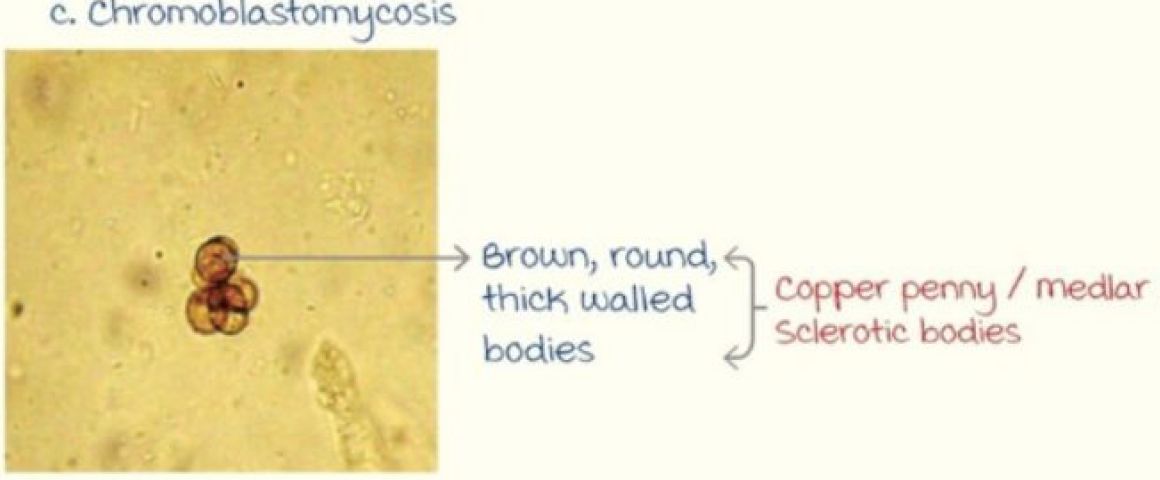 c. Chromoblastomycosis
Brown, round,
thick walled
bodies
Copper penny / medlar
Sclerotic bodies